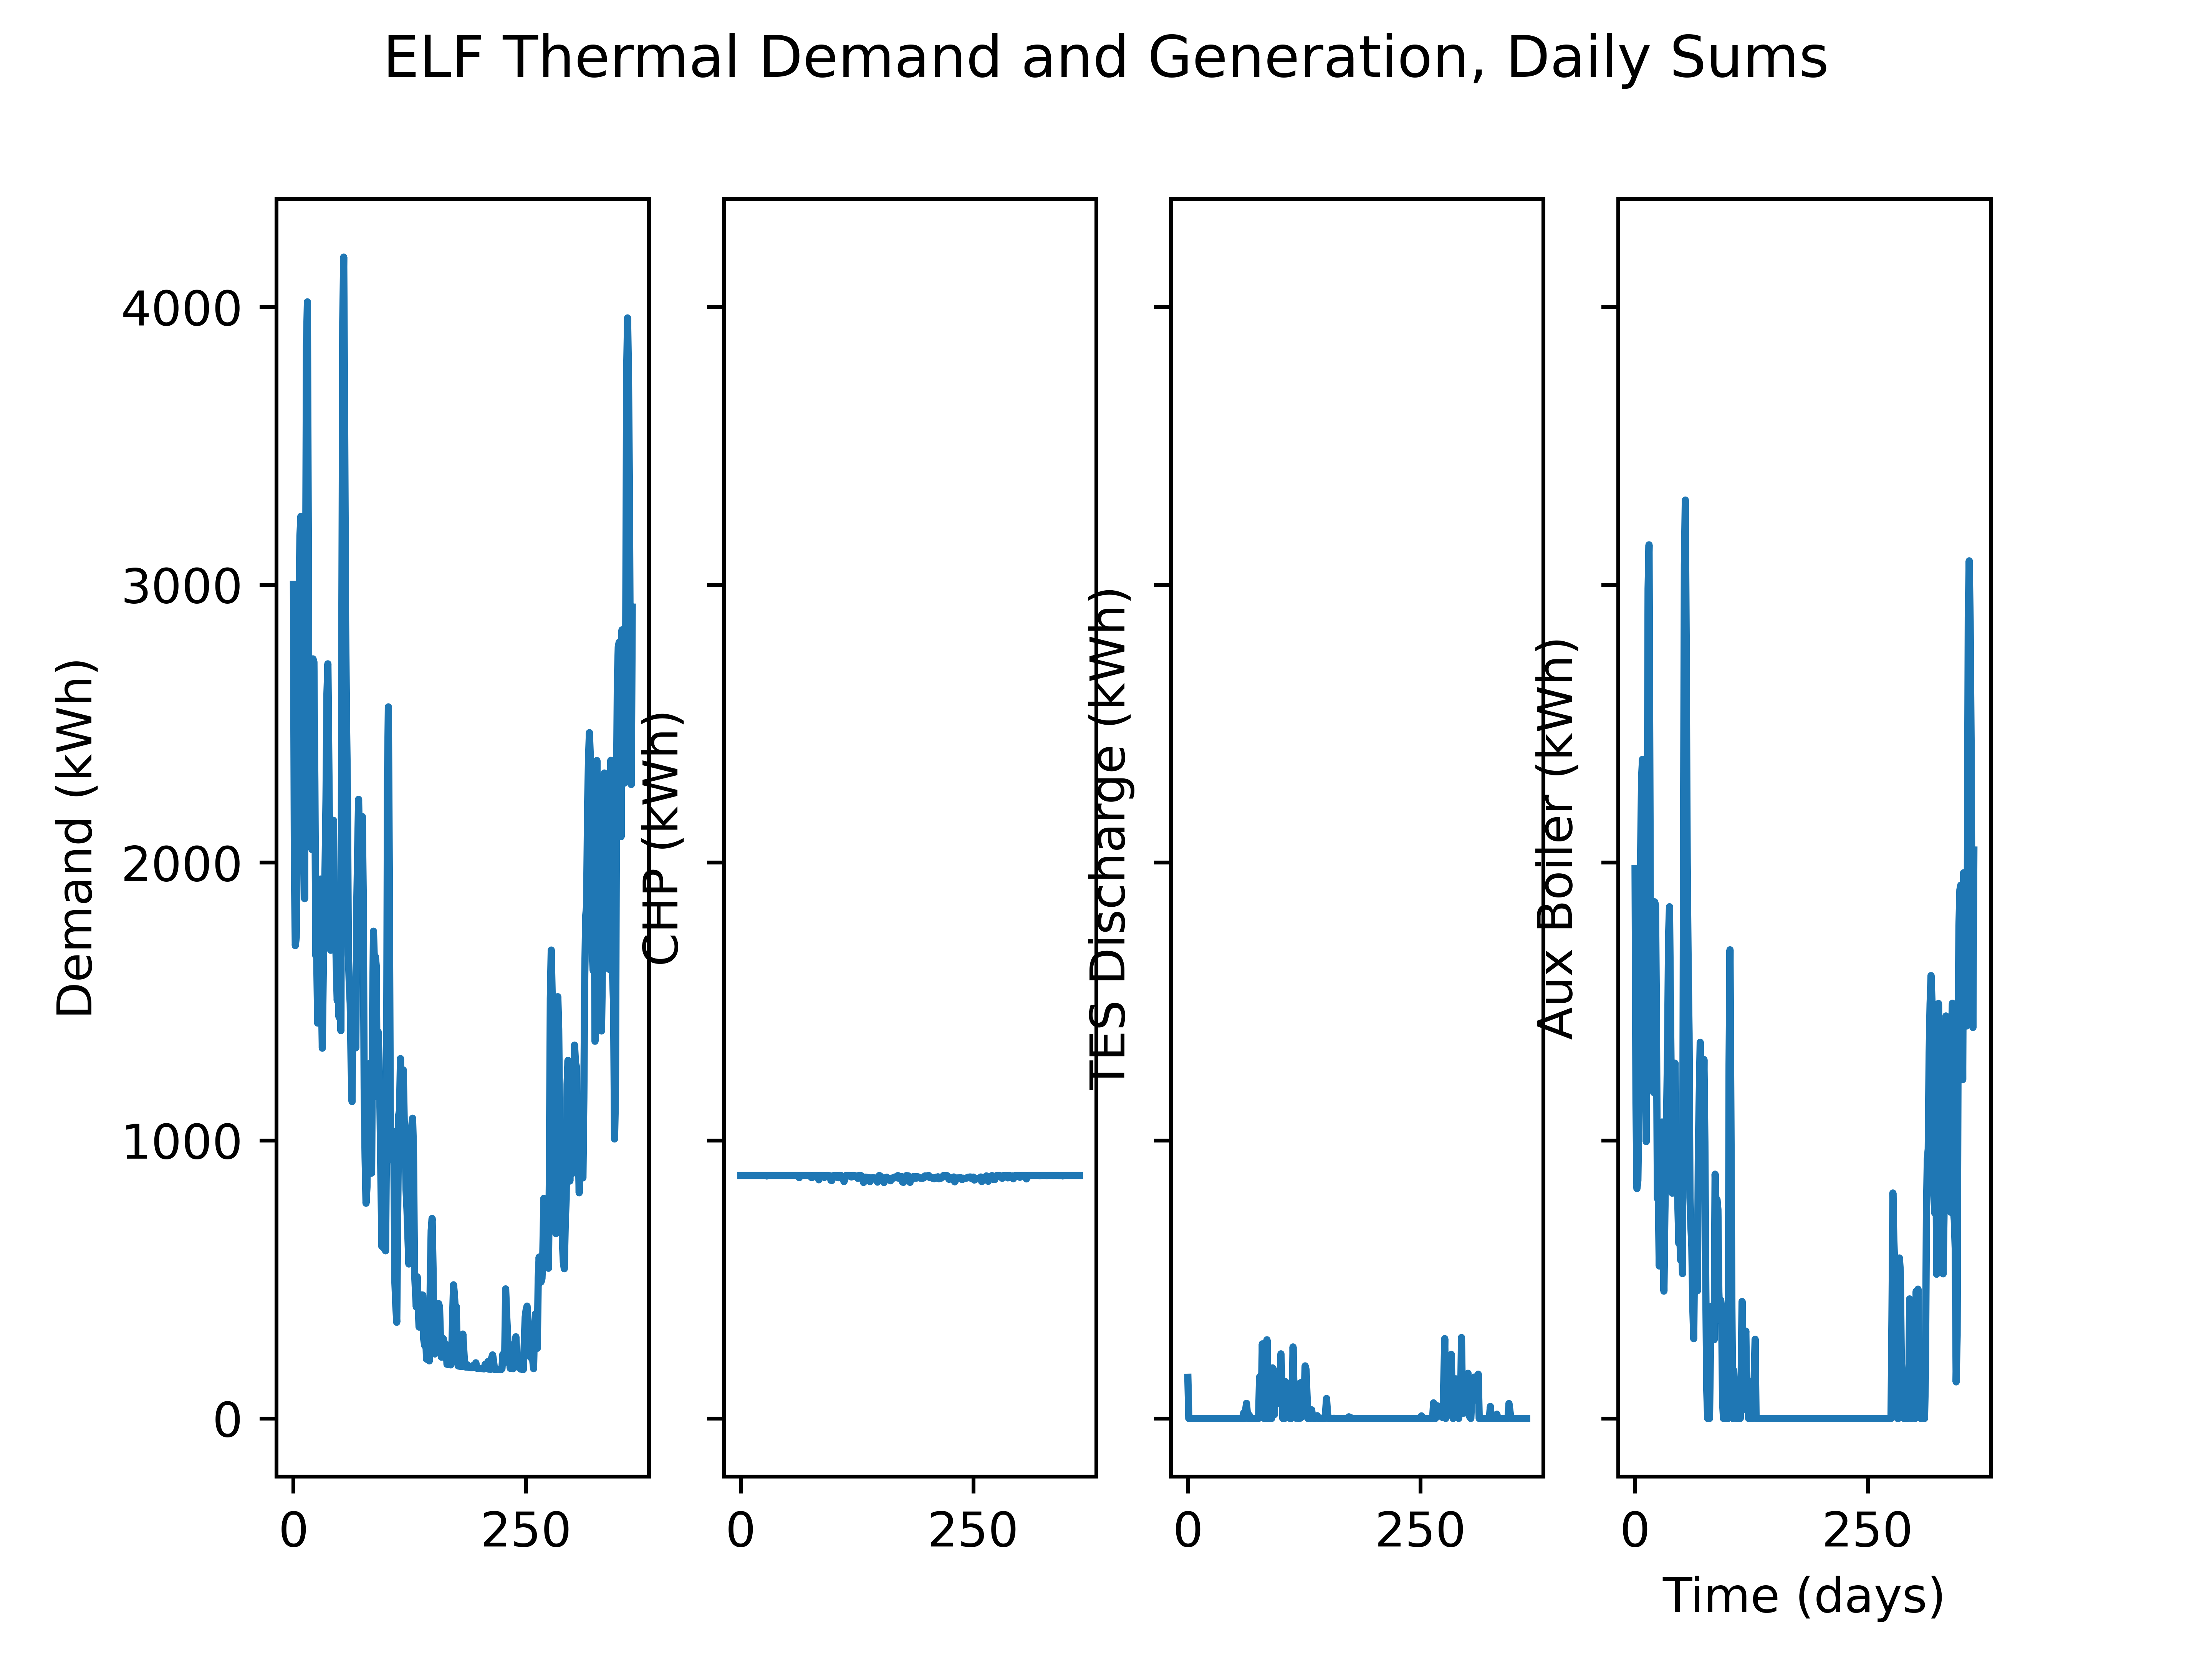 ELF Thermal Demand and Generation, Daily Sums
Demand (kWh)
4000
3000
2000
1000
0
0 250
CHP (kWh)
0 250
TES Discharge (kWh)
0 250
Aux Boiler (kWh)
0 250
Time (days)